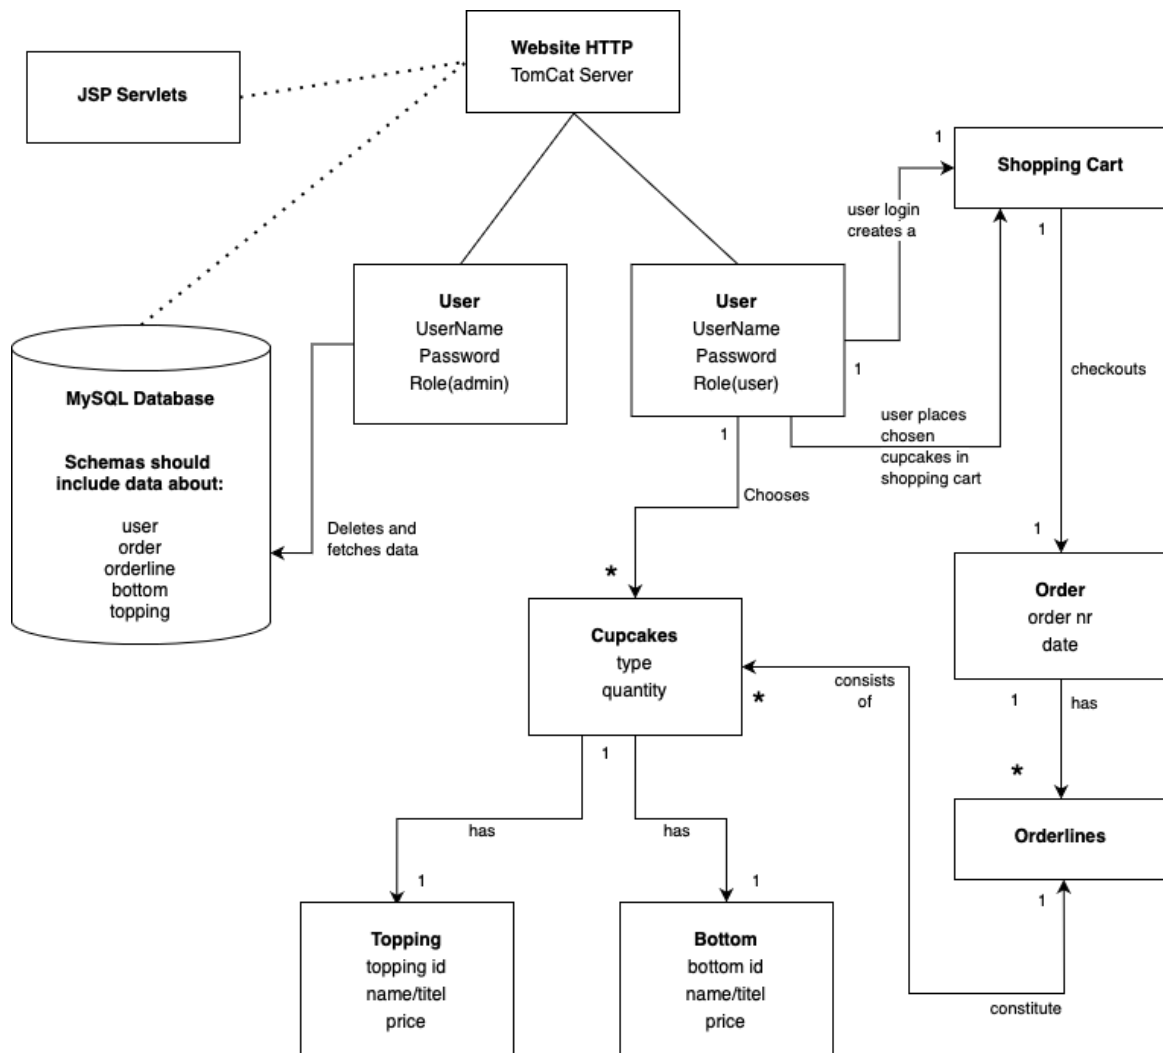 Website HTTP
TomCat Server
JSP Servlets
1
Shopping Cart
user login
creates a
1
User
UserName
Password
Role(admin)
User
UserName
Password
Role(user)
1
checkouts
MySQL Database
Schemas should
include data about:
user
order
orderline
bottom
topping
1
user places
chosen
cupcakes in
shopping cart
Chooses
Deletes and
fetches data
*
1
Order
order nr
date
Cupcakes
type
quantity
*
consists
of
1
has
1
*
has
has
Orderlines
1
1
1
Topping
topping id
name/titel
price
Bottom
bottom id
name/titel
price
constitute